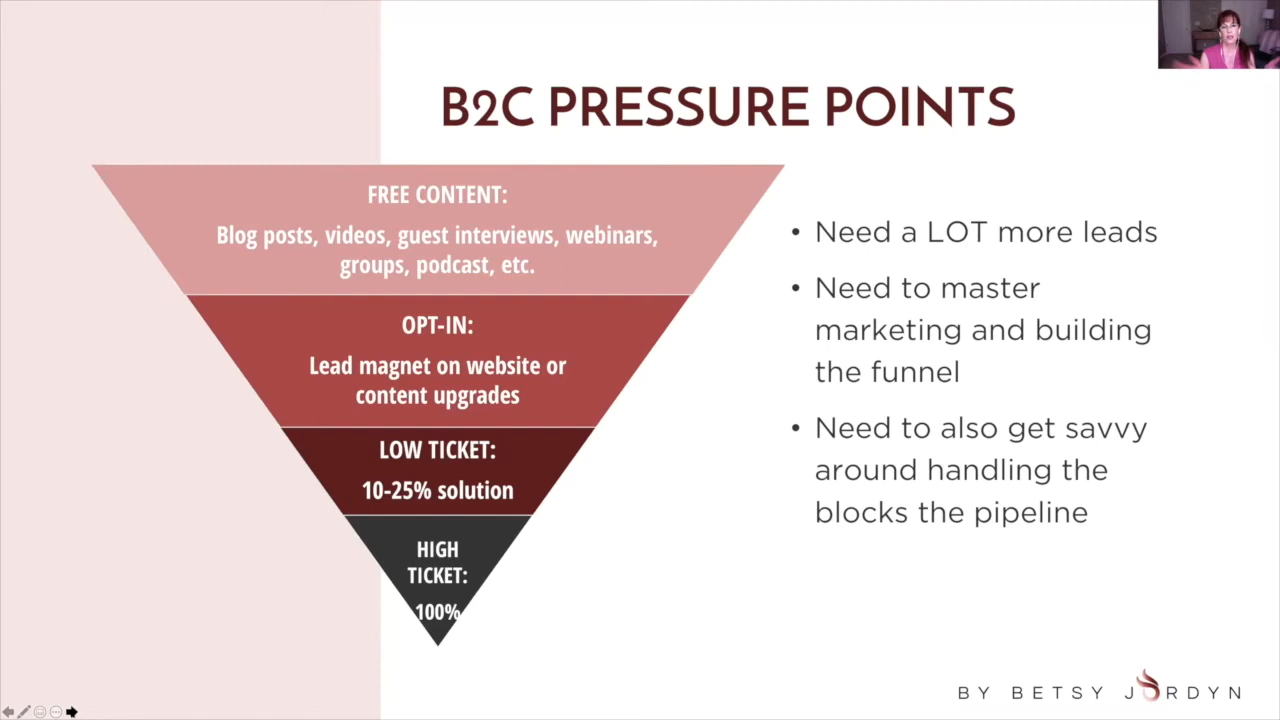 B2C PRESSURE POINTS
FREE CONTENT:
Blog posts, videos, guest interviews, webinars,
groups, podcast, etc.
OPT-IN:
Lead magnet on website or
content upgrades
LOW TICKET:
10-25% solution
HIGH
TICKET:
100%
• Need a LOT more leads
• Need to master
marketing and building
the funnel
• Need to also get savvy
around handling the
blocks the pipeline
BY BETSY JORDYN